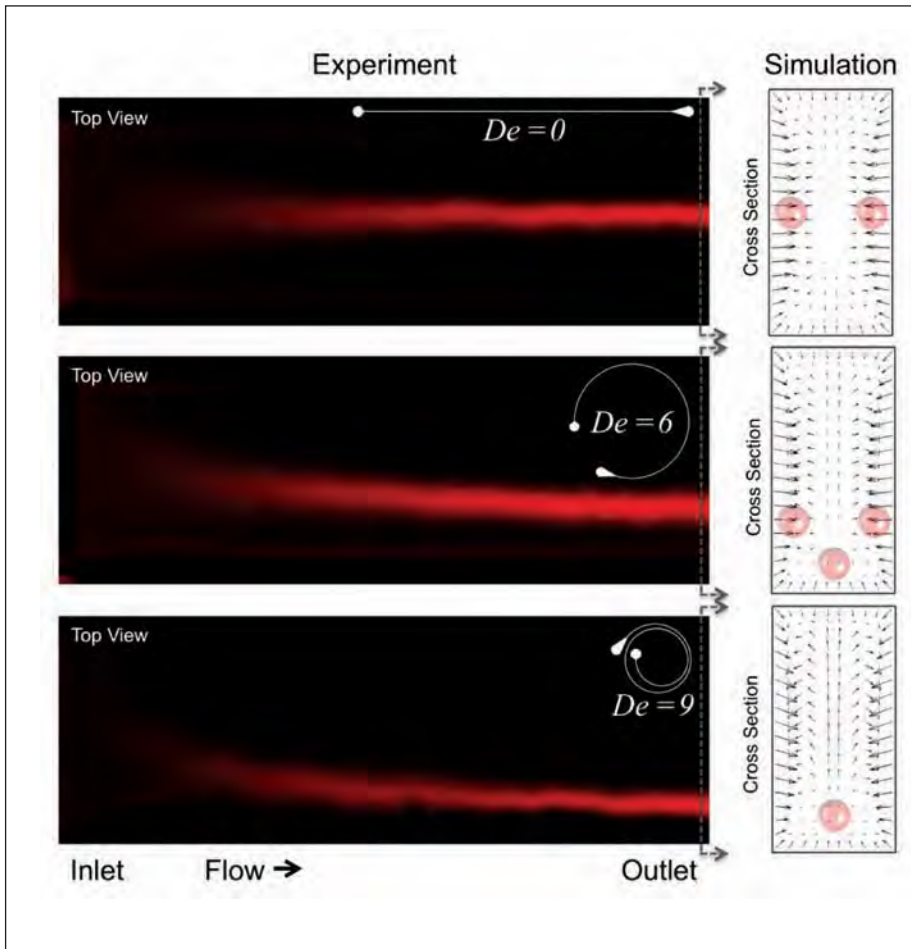 Experiment
Simulation
Top View
De = 0
Cross Section
Top View
De = 6
Cross Section
Top View
De = 9
Cross Section
Inlet
Flow →
Outlet